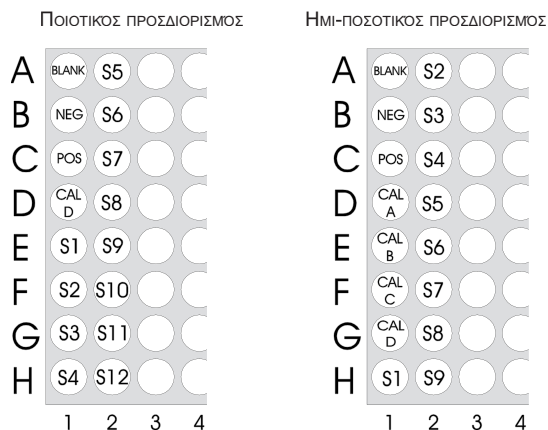 Ποιοτικός προσδιορισμός
Ημι-ποσοτικός προσδιορισμός
A BLANK S5
B NEG S6
C POS S7
D CAL D S8
E S1 S9
F S2 S10
G S3 S11
H S4 S12
1 2 3 4
A BLANK S2
B NEG S3
C POS S4
D CAL A S5
E CAL B S6
F CAL C S7
G CAL D S8
H S1 S9
1 2 3 4